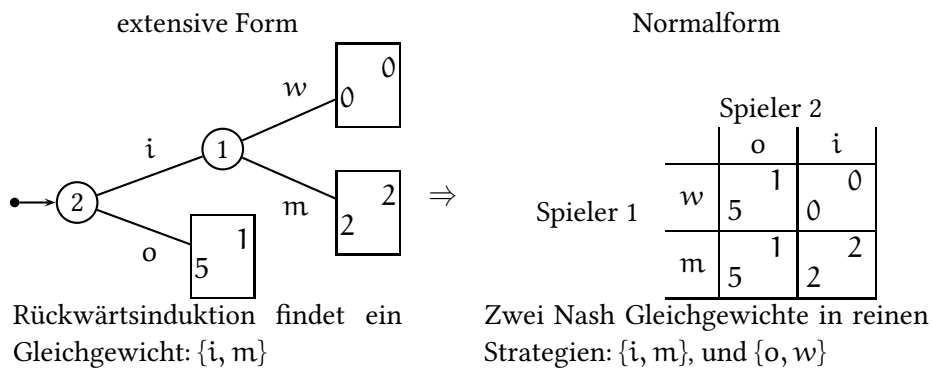 extensive Form
Normalform
w
0
0
i
1
2
m
2
2
o
1
5
⇒
Spieler 2
o i
Spieler 1
w 1 0
5 0
m 1 2
5 2
Rückwärtsinduktion findet ein
Gleichgewicht: {i, m}
Zwei Nash Gleichgewichte in reinen
Strategien: {i, m}, und {o, w}